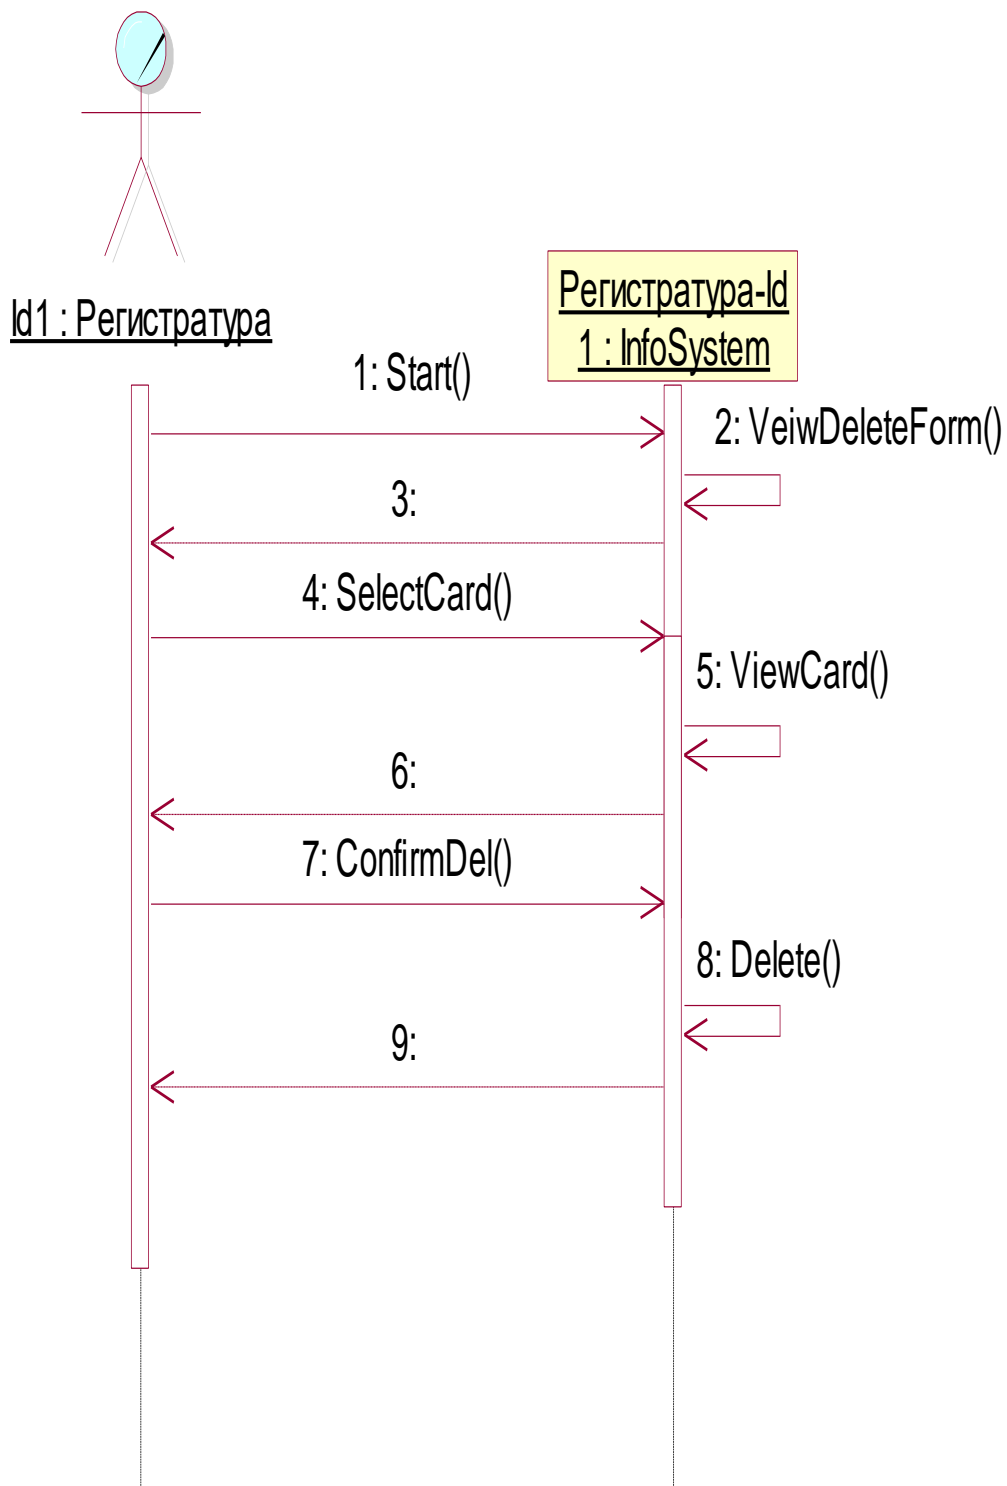 Id1 : Регистратура
Регистратура-Id
1 : InfoSystem
1: Start()
2: VeiwDeleteForm()
3:
4: SelectCard()
5: ViewCard()
6:
7: ConfirmDel()
8: Delete()
9: